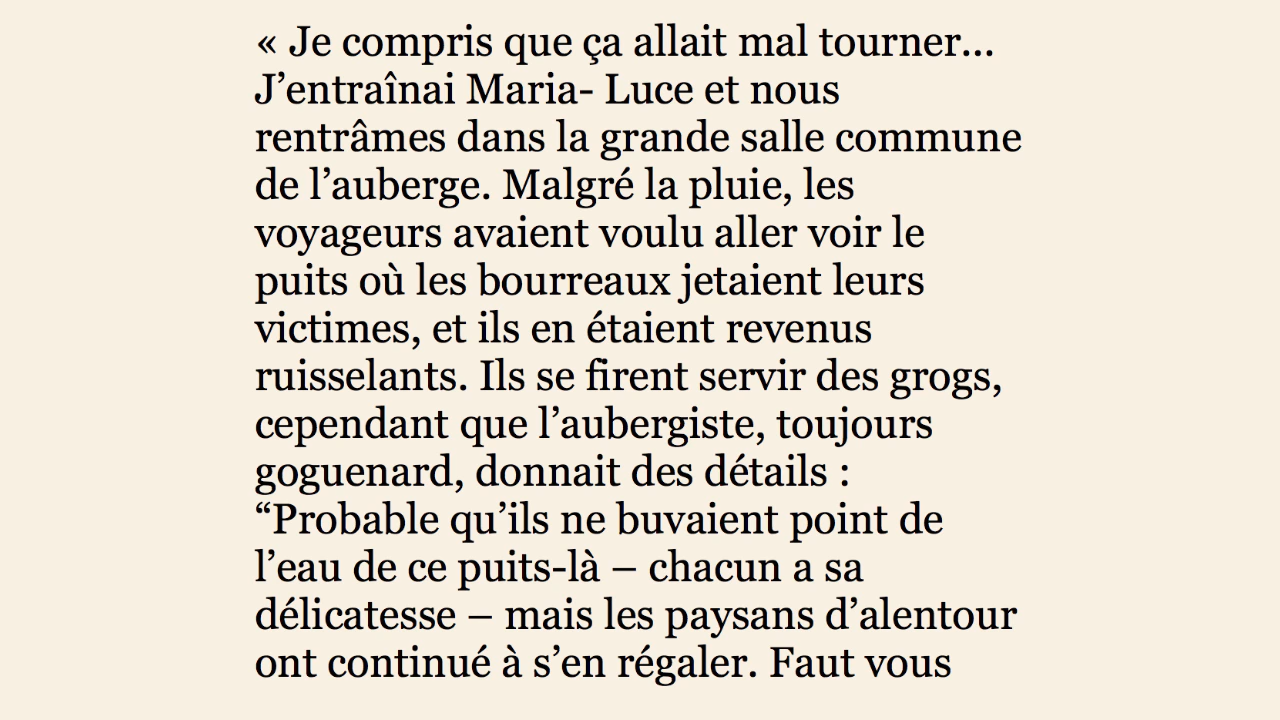 « Je compris que ça allait mal tourner...
J’entraînai Maria- Luce et nous
rentrâmes dans la grande salle commune
de l’auberge. Malgré la pluie, les
voyageurs avaient voulu aller voir le
puits où les bourreaux jetaient leurs
victimes, et ils en étaient revenus
ruisselants. Ils se firent servir des grogs,
cependant que l’aubergiste, toujours
goguenard, donnait des détails :
“Probable qu’ils ne buvaient point de
l’eau de ce puits-là – chacun a sa
délicatesse – mais les paysans d’alentour
ont continué à s’en régaler. Faut vous